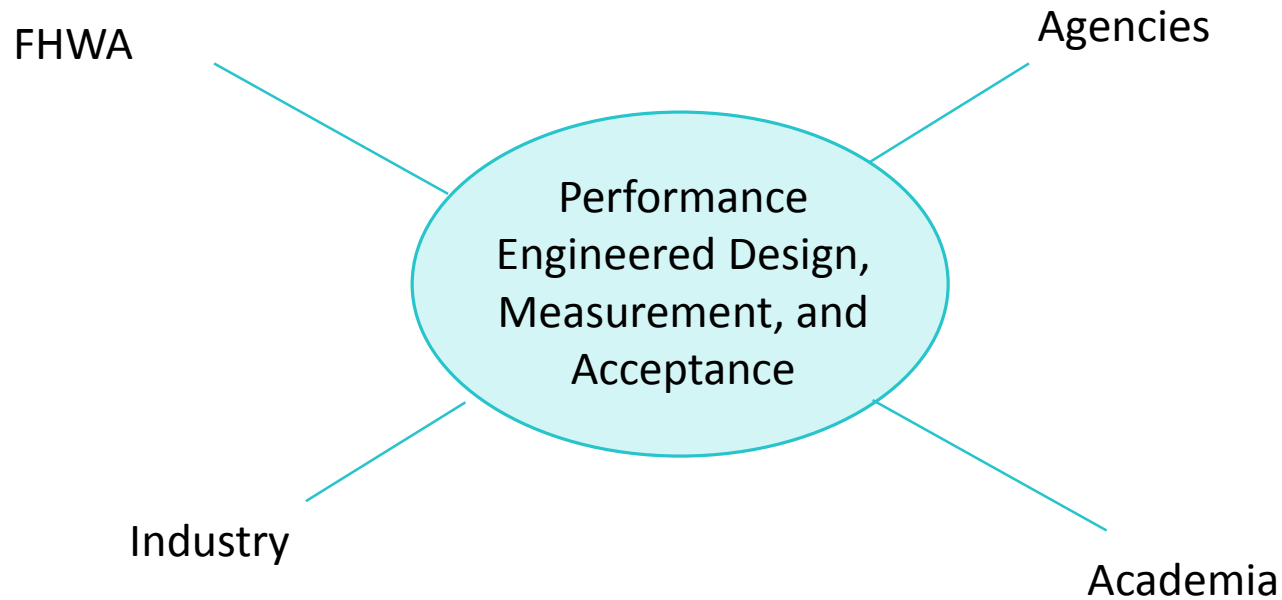 FHWA
Agencies
Performance
Engineered Design,
Measurement, and
Acceptance
Industry
Academia